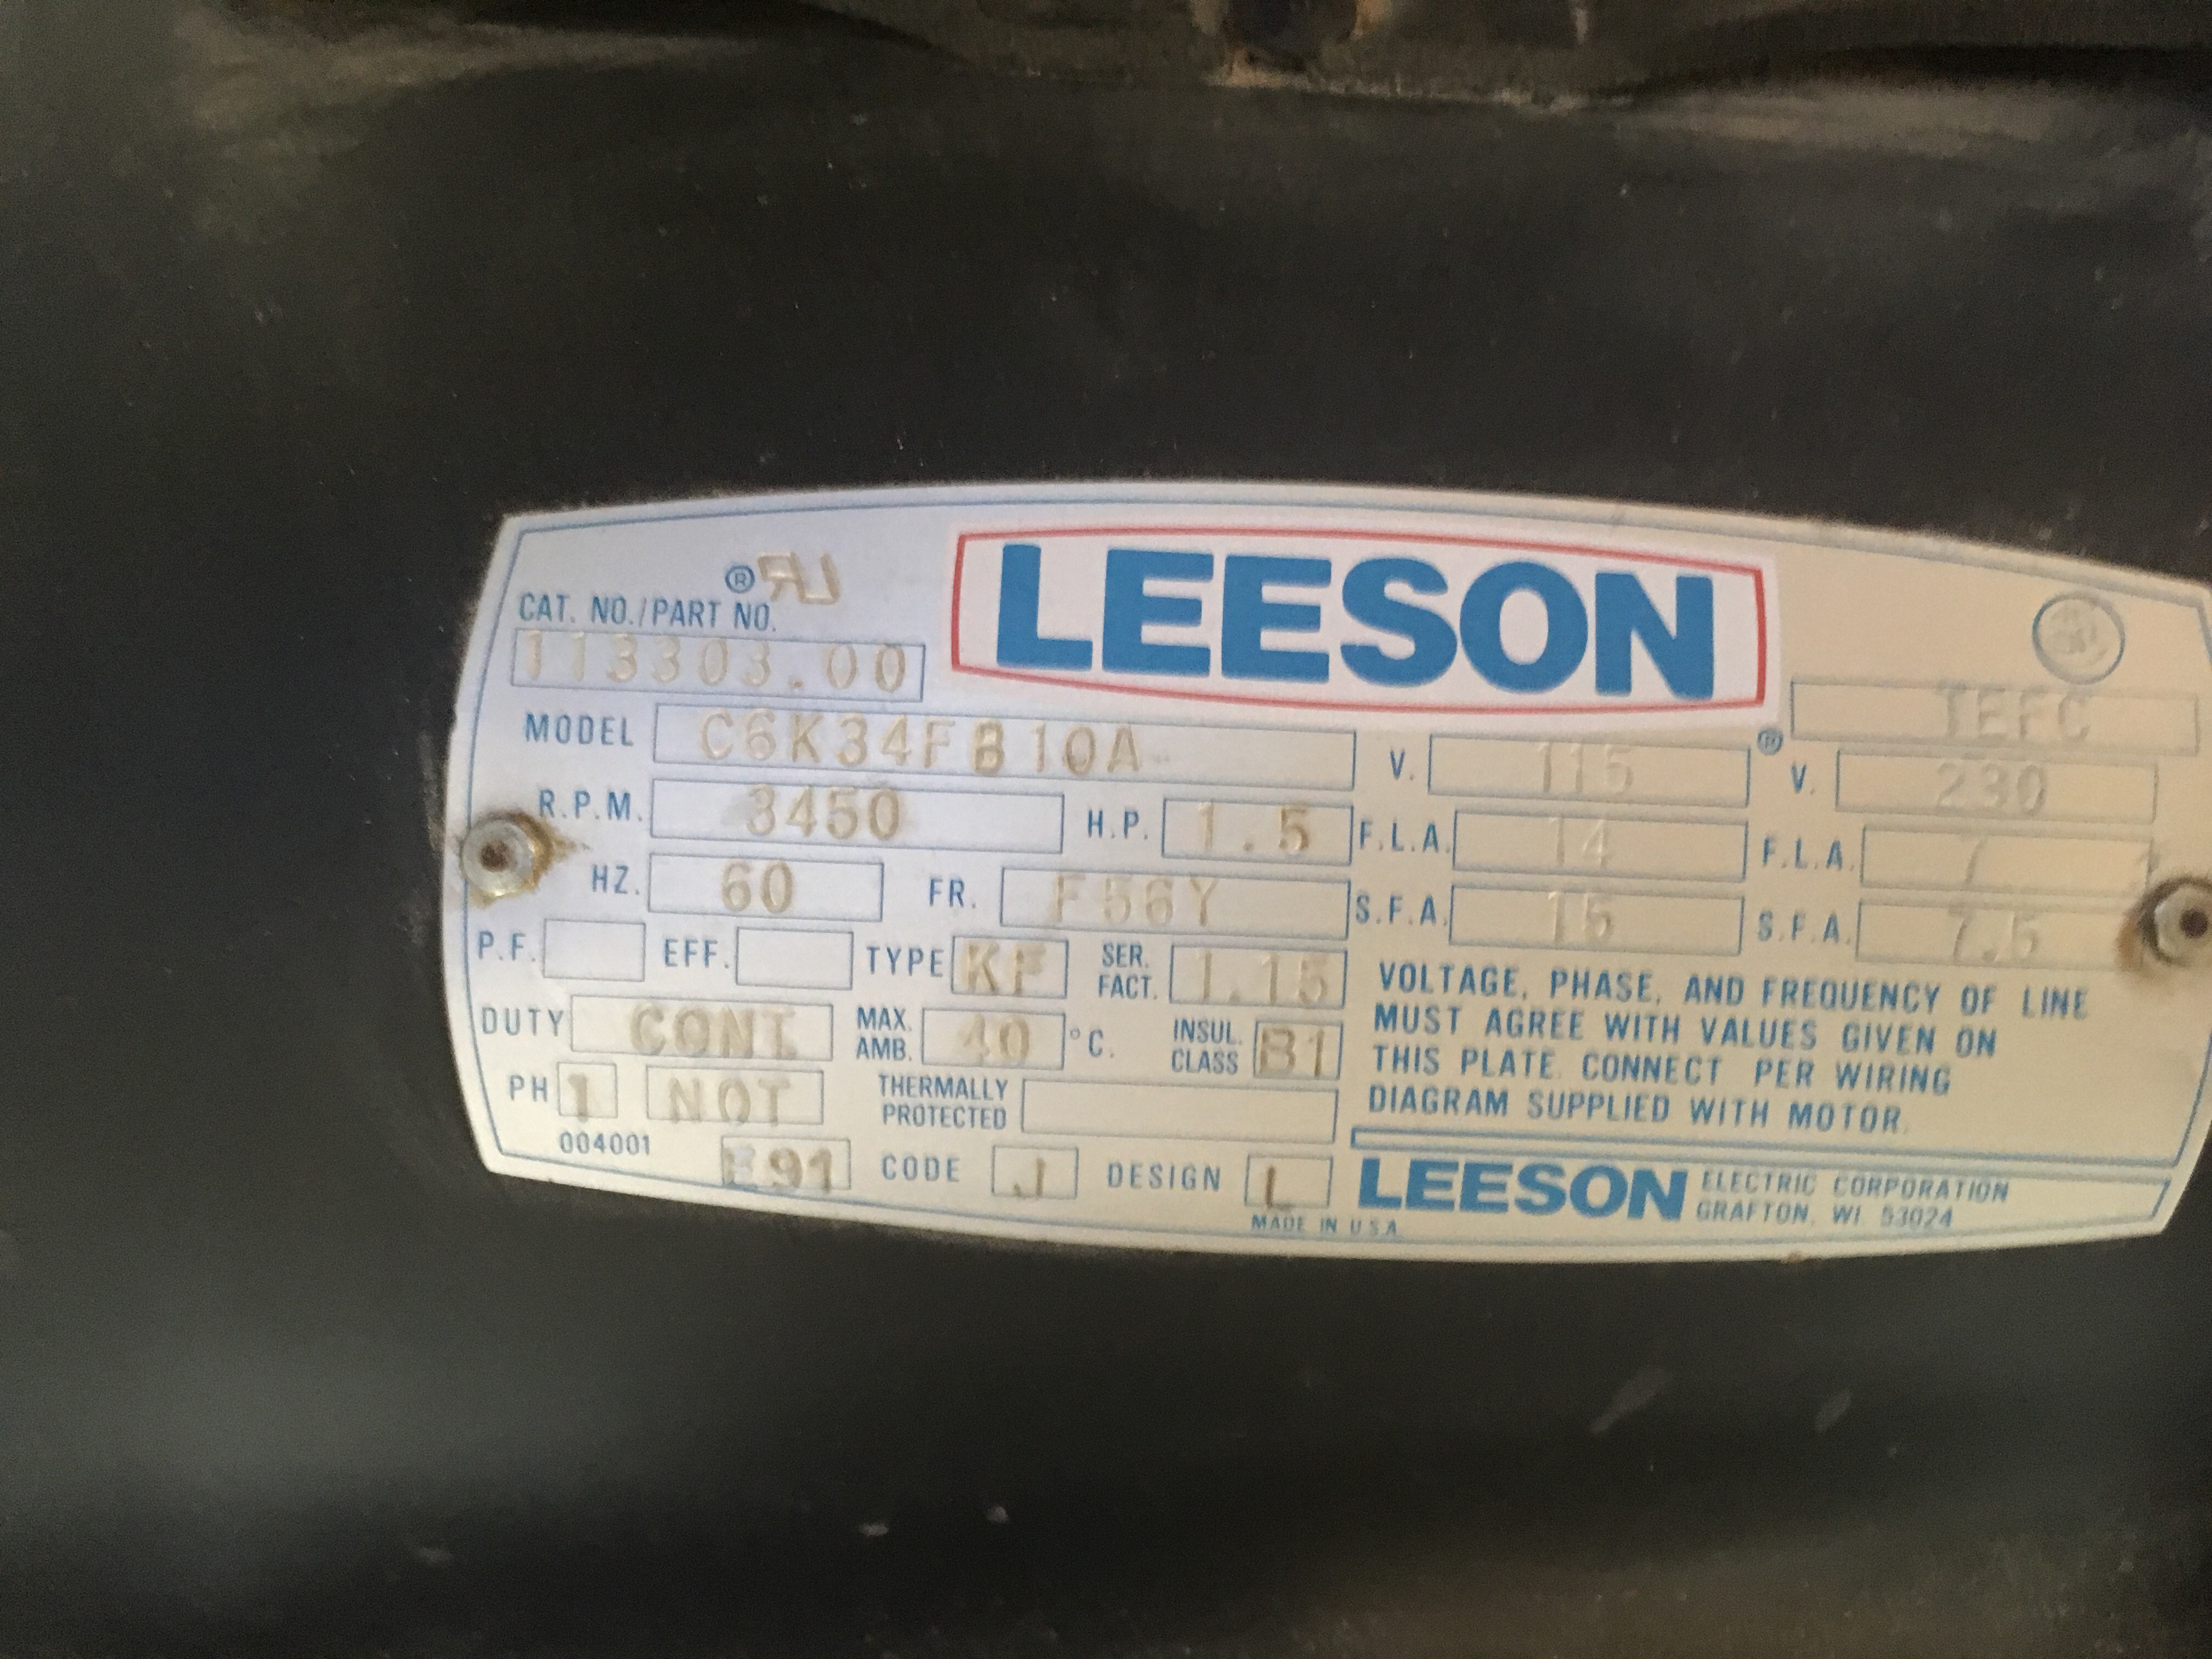 ® UR
LEESON ®
CAT. NO./PART NO.
113303.00
TEFC
MODEL C6K34FB10A V. 115 V. 230
R.P.M. 3450 H.P. 1.5 F.L.A. 14 F.L.A. 7
HZ. 60 FR. F56Y S.F.A. 15 S.F.A. 7.5
P.F. EFF. TYPE KF SER. FACT. 1.15
DUTY CONT MAX. AMB. 40 °C. INSUL. CLASS B1
PH 1 NOT THERMALLY PROTECTED
004001 E91 CODE J DESIGN L
MADE IN U.S.A.
VOLTAGE, PHASE, AND FREQUENCY OF LINE
MUST AGREE WITH VALUES GIVEN ON
THIS PLATE. CONNECT PER WIRING
DIAGRAM SUPPLIED WITH MOTOR.
LEESON ELECTRIC CORPORATION
GRAFTON, WI 53024